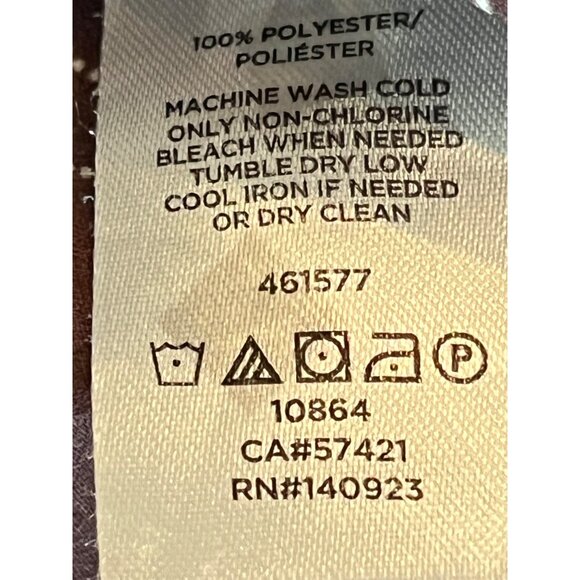 100% POLYESTER/
POLIÉSTER
MACHINE WASH COLD
ONLY NON-CHLORINE
BLEACH WHEN NEEDED
TUMBLE DRY LOW
COOL IRON IF NEEDED
OR DRY CLEAN
461577
P
10864
CA#57421
RN#140923